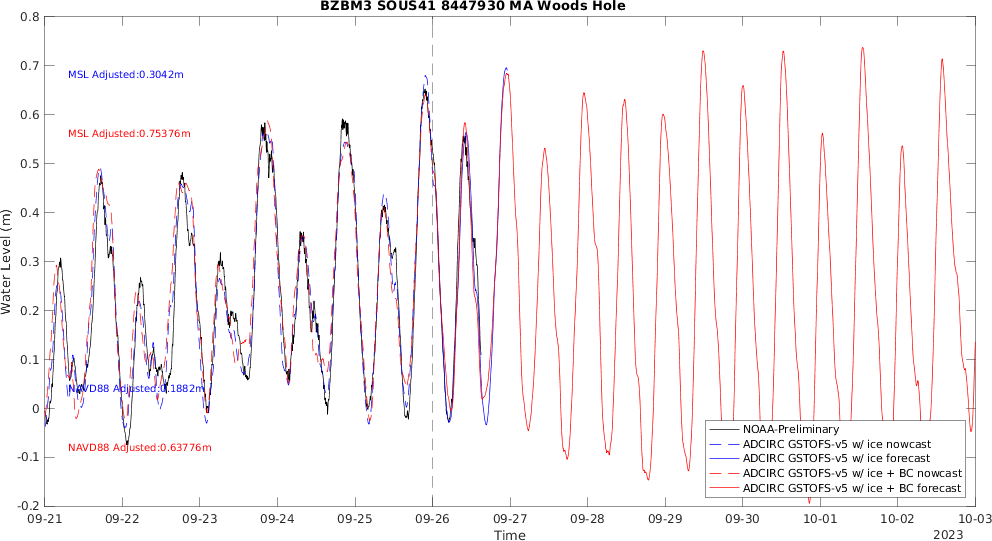 BZBM3 SOUS41 8447930 MA Woods Hole
0.8
0.7
0.6
0.5
0.4
0.3
0.2
0.1
0
-0.1
-0.2
Water Level (m)
MSL Adjusted:0.3042m
MSL Adjusted:0.75376m
NAVD88 Adjusted:0.1882m
NAVD88 Adjusted:0.63776m
NOAA-Preliminary
ADCIRC GSTOFS-v5 w/ ice nowcast
ADCIRC GSTOFS-v5 w/ ice forecast
ADCIRC GSTOFS-v5 w/ ice + BC nowcast
ADCIRC GSTOFS-v5 w/ ice + BC forecast
09-21 09-22 09-23 09-24 09-25 09-26 09-27 09-28 09-29 09-30 10-01 10-02 10-03
Time
2023